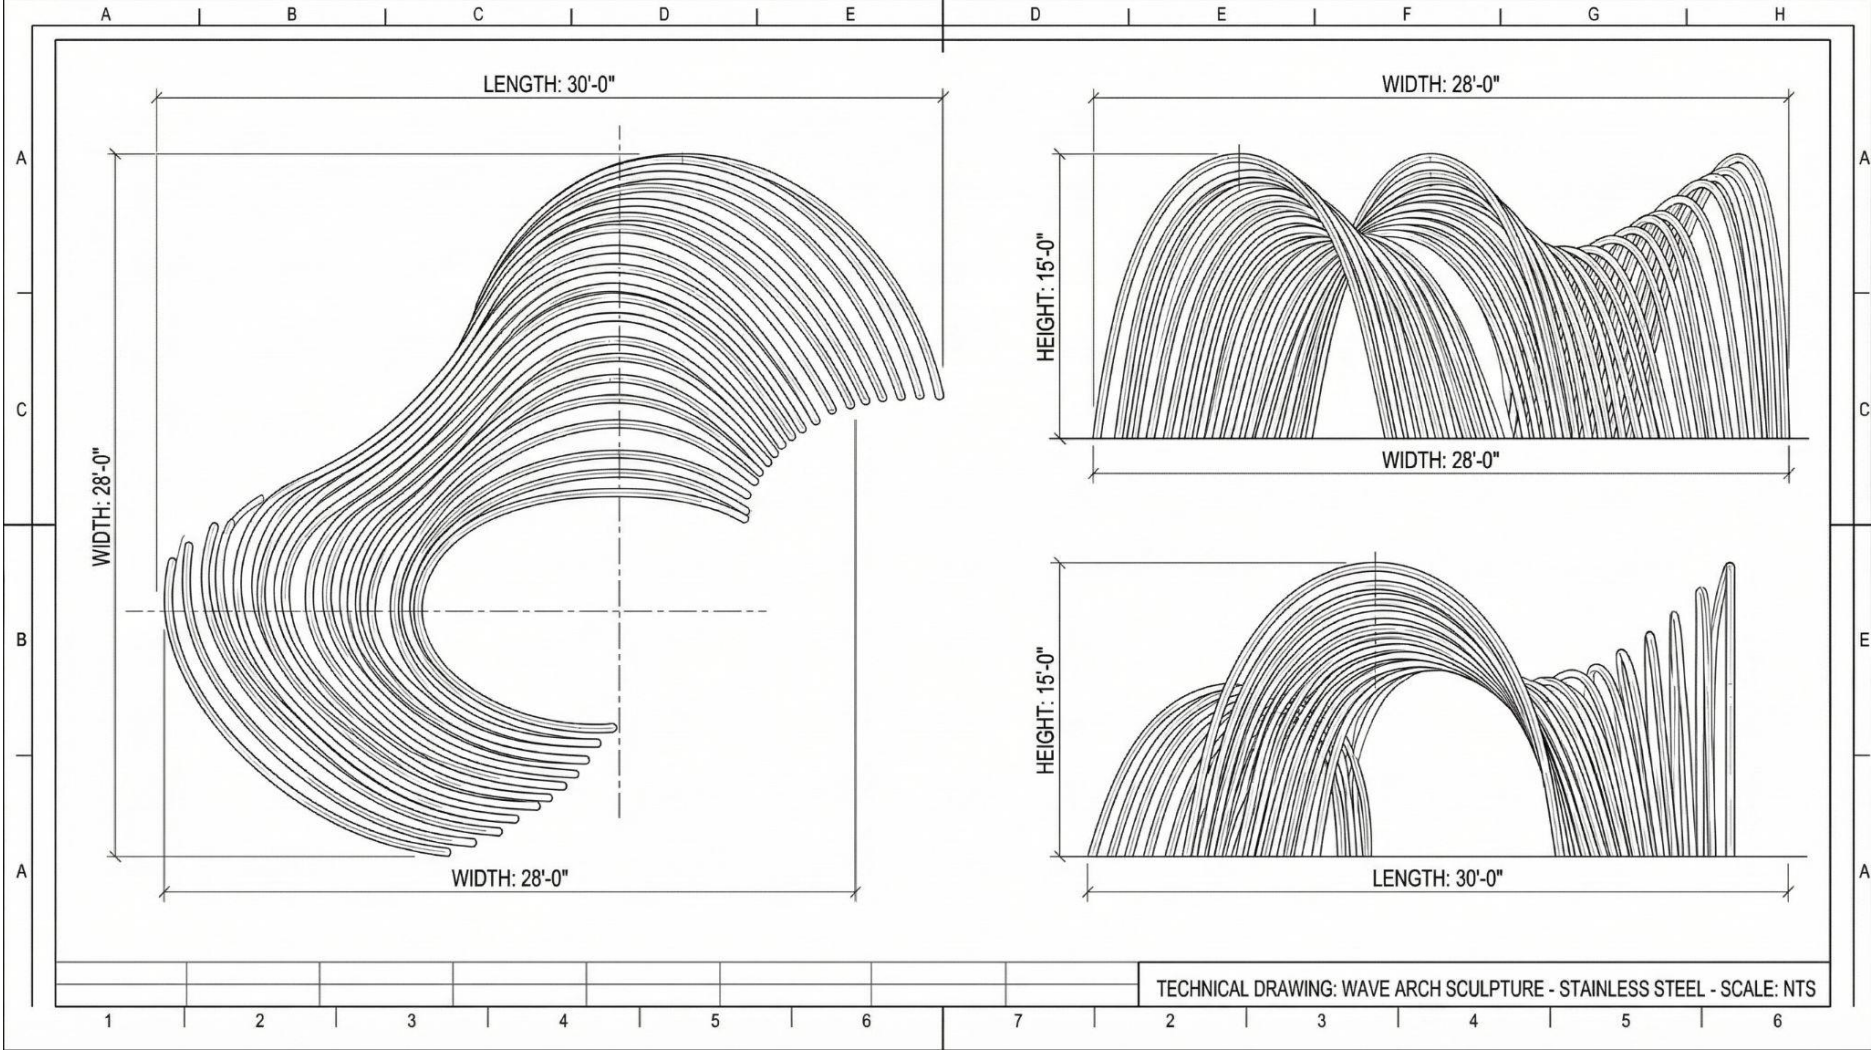 A B C D E D E F G H
LENGTH: 30'-0"
WIDTH: 28'-0"
A
A
HEIGHT: 15'-0"
C
C
WIDTH: 28'-0"
WIDTH: 28'-0"
B
E
HEIGHT: 15'-0"
A
A
WIDTH: 28'-0"
LENGTH: 30'-0"
TECHNICAL DRAWING: WAVE ARCH SCULPTURE - STAINLESS STEEL - SCALE: NTS
1 2 3 4 5 6 7 2 3 4 5 6